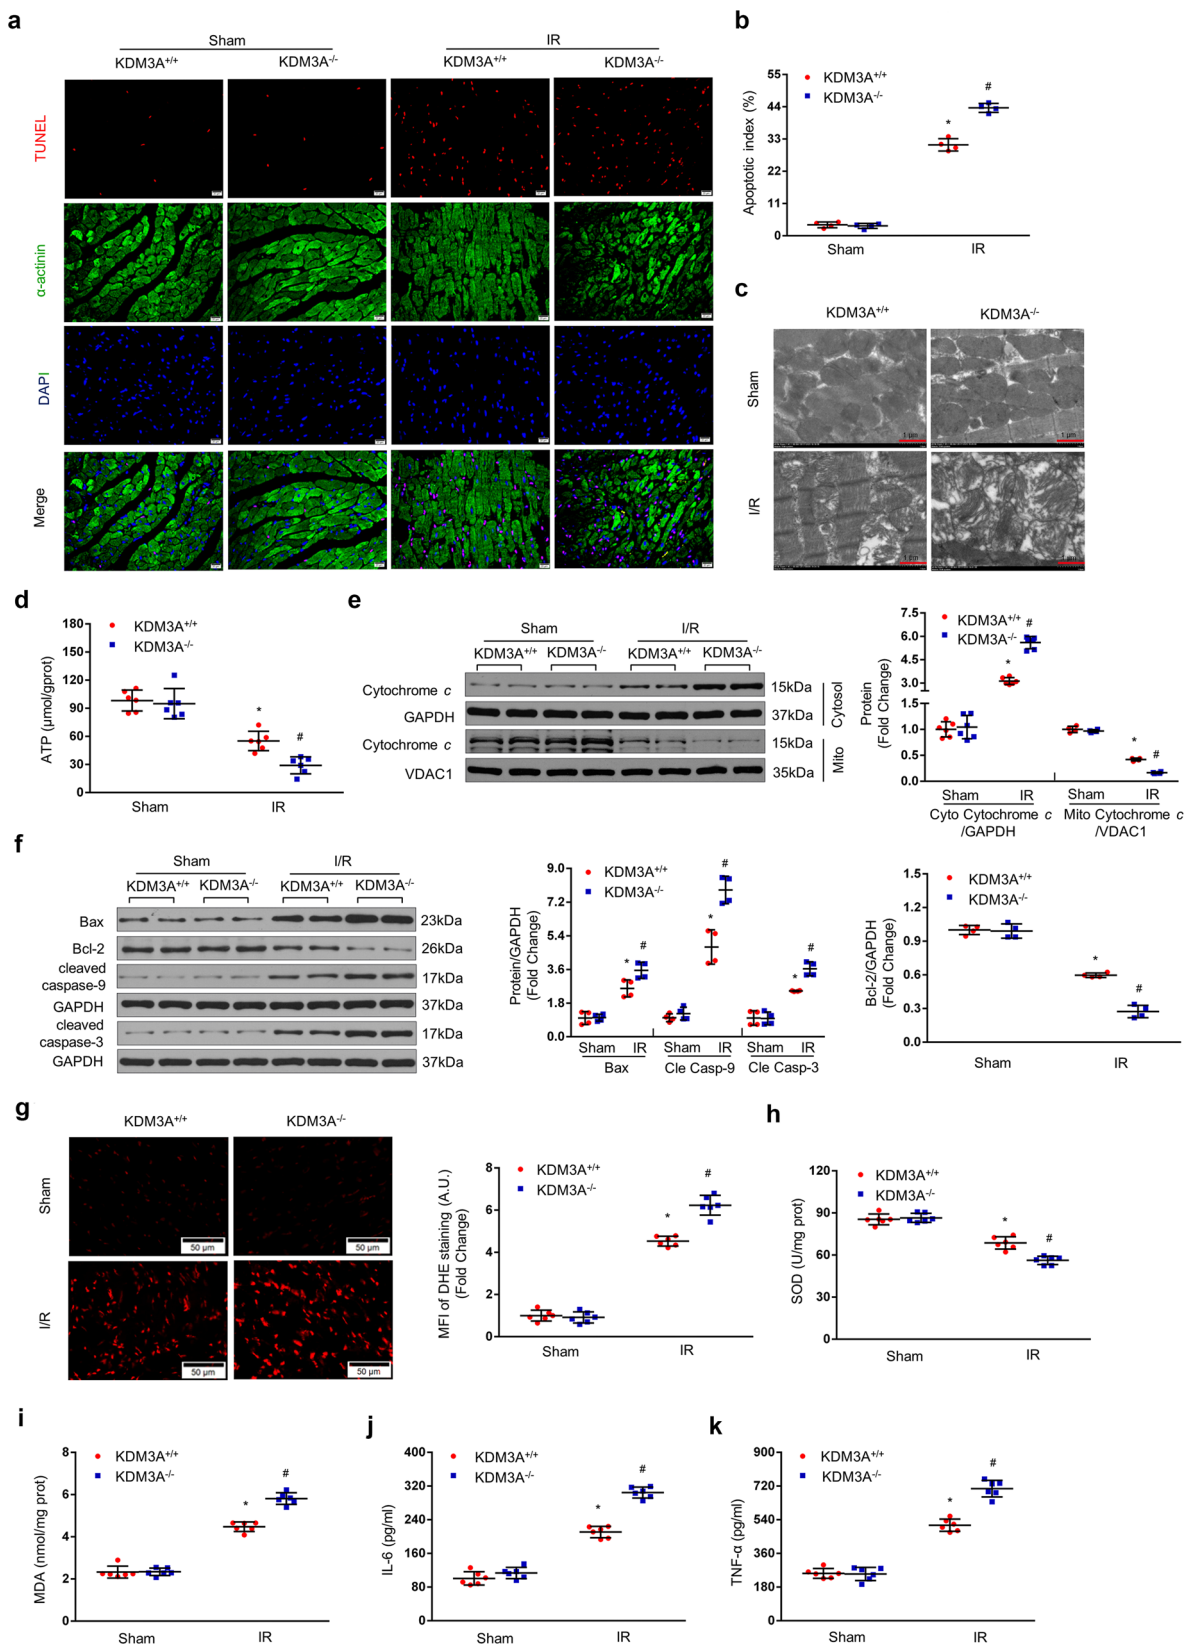 a
Sham
IR
KDM3A+/+
KDM3A-/-
KDM3A+/+
KDM3A-/-
TUNEL
α-actinin
DAPI
Merge
b
55
44
33
22
11
0
Apoptotic index (%)
KDM3A+/+
KDM3A-/-
*
#
Sham
IR
c
KDM3A+/+
KDM3A-/-
Sham
I/R
1 μm
1 μm
1 μm
1 μm
d
180
150
120
90
60
30
0
ATP (μmol/gprot)
KDM3A+/+
KDM3A-/-
*
#
Sham
IR
e
Sham
I/R
KDM3A+/+
KDM3A-/-
KDM3A+/+
KDM3A-/-
Cytochrome c
15kDa
GAPDH
37kDa
Cytosol
Cytochrome c
15kDa
VDAC1
35kDa
Mito
7.5
6.0
4.5
3.0
1.5
1.0
0.5
0.0
Protein
(Fold Change)
KDM3A+/+
KDM3A-/-
*
#
*
#
Sham
IR
Sham
IR
Cyto Cytochrome c
/GAPDH
Mito Cytochrome c
/VDAC1
f
Sham
I/R
KDM3A+/+
KDM3A-/-
KDM3A+/+
KDM3A-/-
Bax
23kDa
Bcl-2
26kDa
cleaved
caspase-9
17kDa
GAPDH
37kDa
cleaved
caspase-3
17kDa
GAPDH
37kDa
9.0
7.2
5.4
3.6
1.8
0.0
Protein/GAPDH
(Fold Change)
KDM3A+/+
KDM3A-/-
*
#
*
#
*
#
Sham
IR
Sham
IR
Sham
IR
Bax
Cle Casp-9
Cle Casp-3
1.5
1.2
0.9
0.6
0.3
0.0
Bcl-2/GAPDH
(Fold Change)
KDM3A+/+
KDM3A-/-
*
#
Sham
IR
g
KDM3A+/+
KDM3A-/-
Sham
I/R
50 μm
50 μm
50 μm
50 μm
8
6
4
2
0
MFI of DHE staining (A.U.)
(Fold Change)
KDM3A+/+
KDM3A-/-
*
#
Sham
IR
h
120
90
60
30
0
SOD (U/mg prot)
KDM3A+/+
KDM3A-/-
*
#
Sham
IR
i
8
6
4
2
0
MDA (nmol/mg prot)
KDM3A+/+
KDM3A-/-
*
#
Sham
IR
j
400
320
240
160
80
0
IL-6 (pg/ml)
KDM3A+/+
KDM3A-/-
*
#
Sham
IR
k
900
720
540
360
180
0
TNF-α (pg/ml)
KDM3A+/+
KDM3A-/-
*
#
Sham
IR